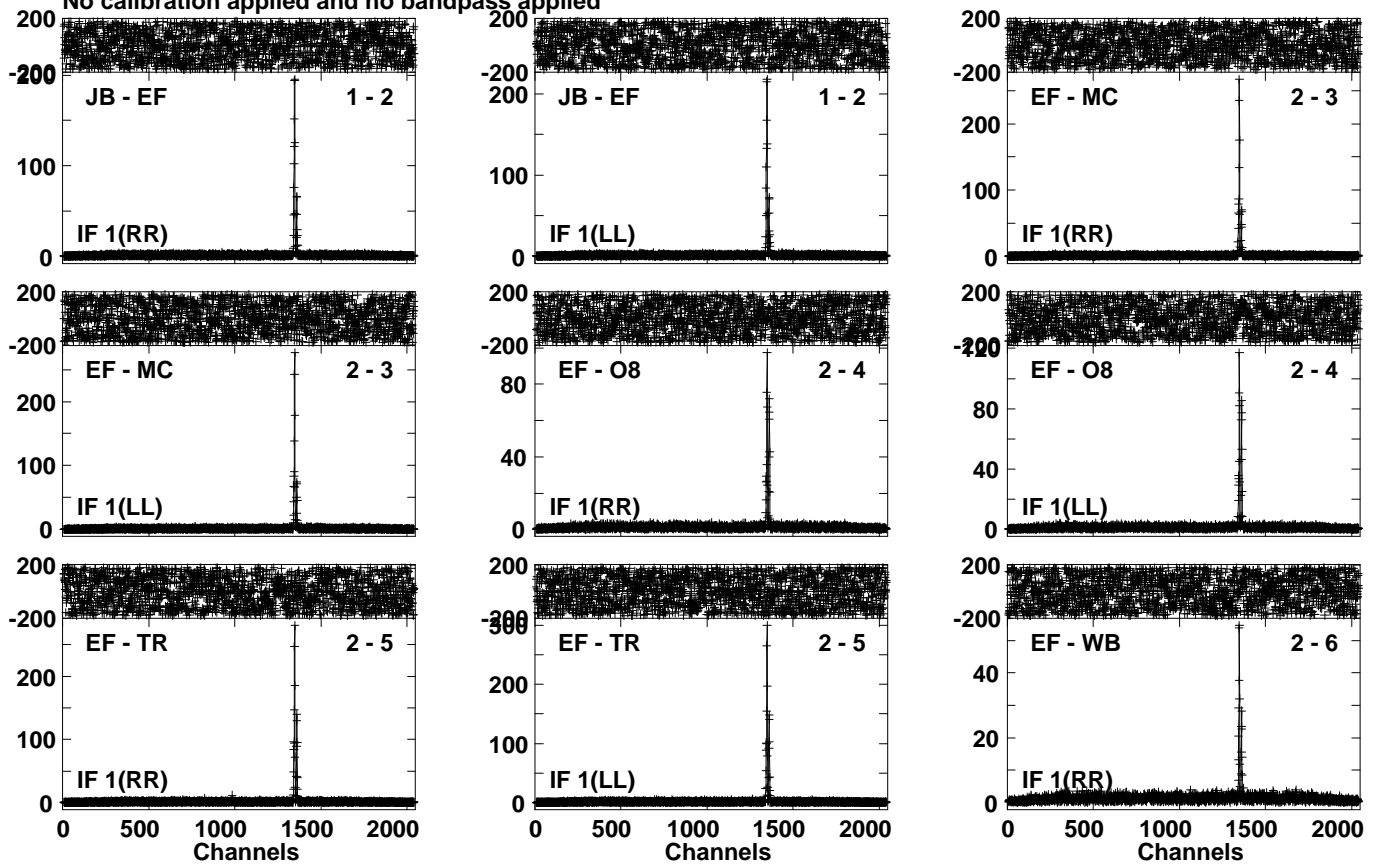 No calibration applied and no bandpass applied
200
-200
200
JB - EF 1 - 2
100
IF 1(RR)
0
200
-200
200
JB - EF 1 - 2
100
IF 1(LL)
0
200
-200
EF - MC 2 - 3
200
100
IF 1(RR)
0
200
-200
EF - MC 2 - 3
200
100
IF 1(LL)
0
200
-200
EF - O8 2 - 4
80
40
IF 1(RR)
0
200
-200
120
EF - O8 2 - 4
80
40
IF 1(LL)
0
200
-200
EF - TR 2 - 5
200
100
IF 1(RR)
0
0 500 1000 1500 2000
Channels
200
-200
300
EF - TR 2 - 5
200
100
IF 1(LL)
0
0 500 1000 1500 2000
Channels
200
-200
EF - WB 2 - 6
40
20
IF 1(RR)
0
0 500 1000 1500 2000
Channels